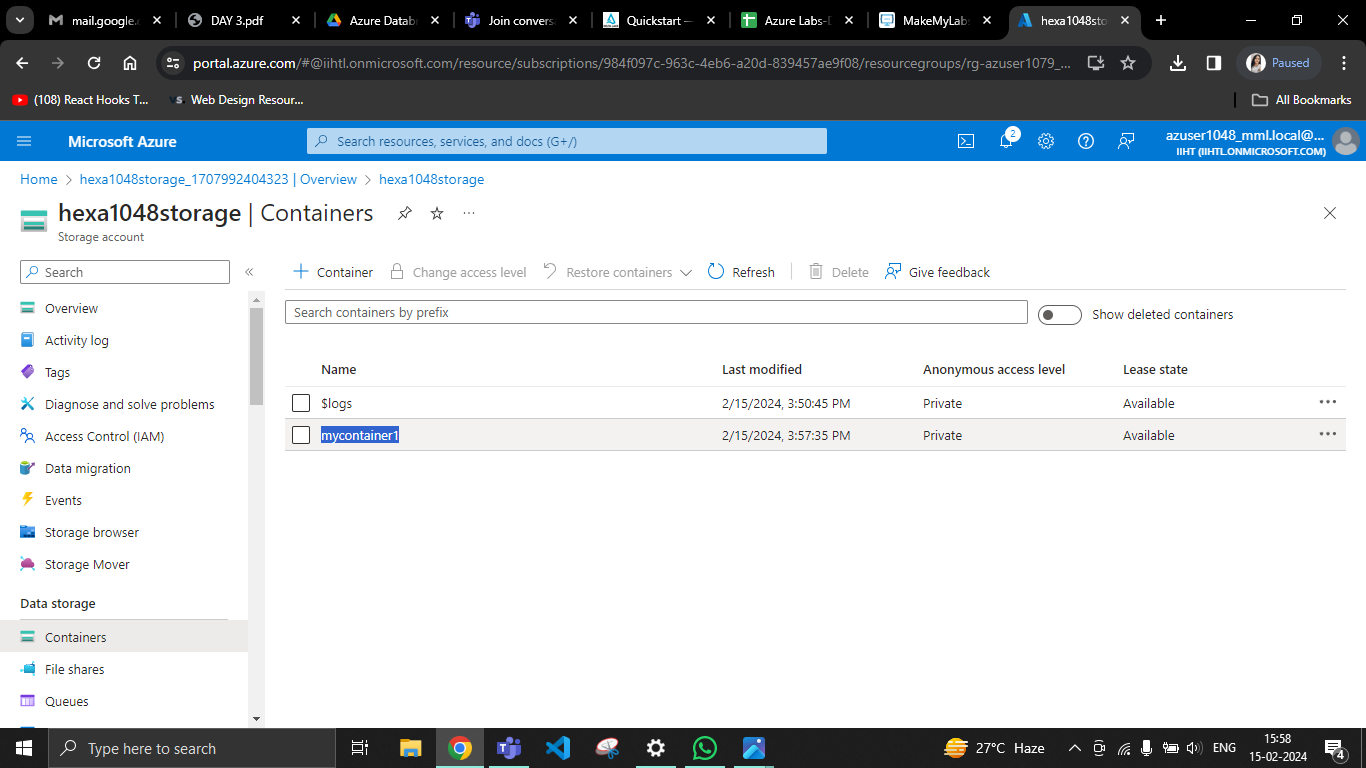 mail.google.c
DAY 3.pdf
Azure Datab
Join convers
Quickstart —
Azure Labs-D
MakeMyLab
hexa1048sto
portal.azure.com/#@iihtl.onmicrosoft.com/resource/subscriptions/984f097c-963c-4eb6-a20d-839457ae9f08/resourcegroups/rg-azuser1079_...
Paused
(108) React Hooks T...
VS Web Design Resour...
All Bookmarks
Microsoft Azure
Search resources, services, and docs (G+/)
2
azuser1048_mml.local@...
IIHT (IIHTL.ONMICROSOFT.COM)
Home > hexa1048storage_1707992404323 | Overview > hexa1048storage
hexa1048storage | Containers
Storage account
Search
Overview
Activity log
Tags
Diagnose and solve problems
Access Control (IAM)
Data migration
Events
Storage browser
Storage Mover
Data storage
Containers
File shares
Queues
Container
Change access level
Restore containers
Refresh
Delete
Give feedback
Search containers by prefix
Show deleted containers
Name Last modified Anonymous access level Lease state
$logs 2/15/2024, 3:50:45 PM Private Available
mycontainer1 2/15/2024, 3:57:35 PM Private Available
Type here to search
27°C Haze
ENG
15:58
15-02-2024
4